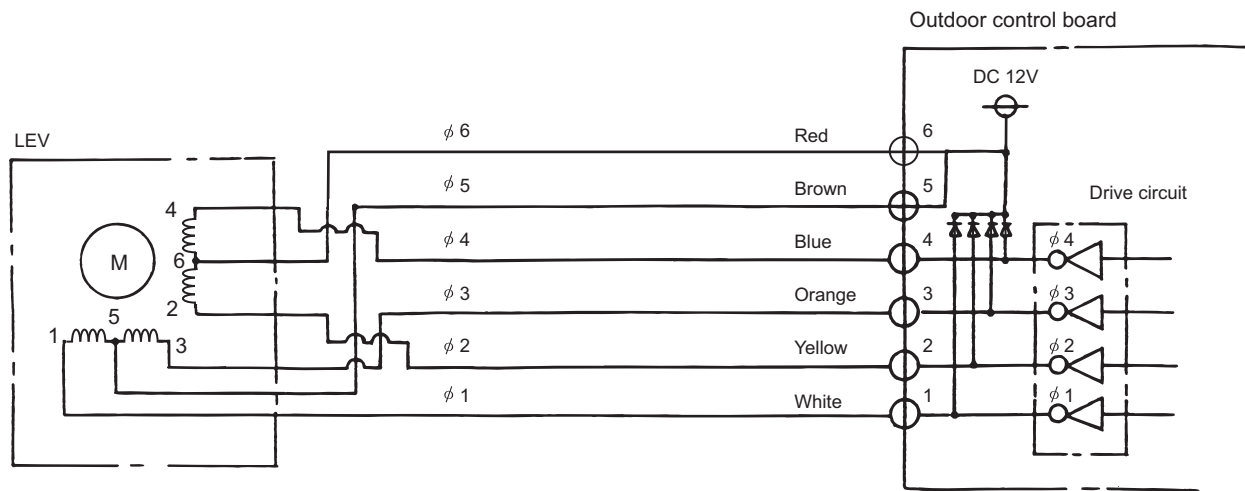 Outdoor control board
DC 12V
LEV
ϕ 6 Red 6
ϕ 5 Brown 5
Drive circuit
4
ϕ 4 Blue 4 ϕ 4
M
6
ϕ 3 Orange 3 ϕ 3
2
1 5 3
ϕ 2 Yellow 2 ϕ 2
ϕ 1 White 1 ϕ 1